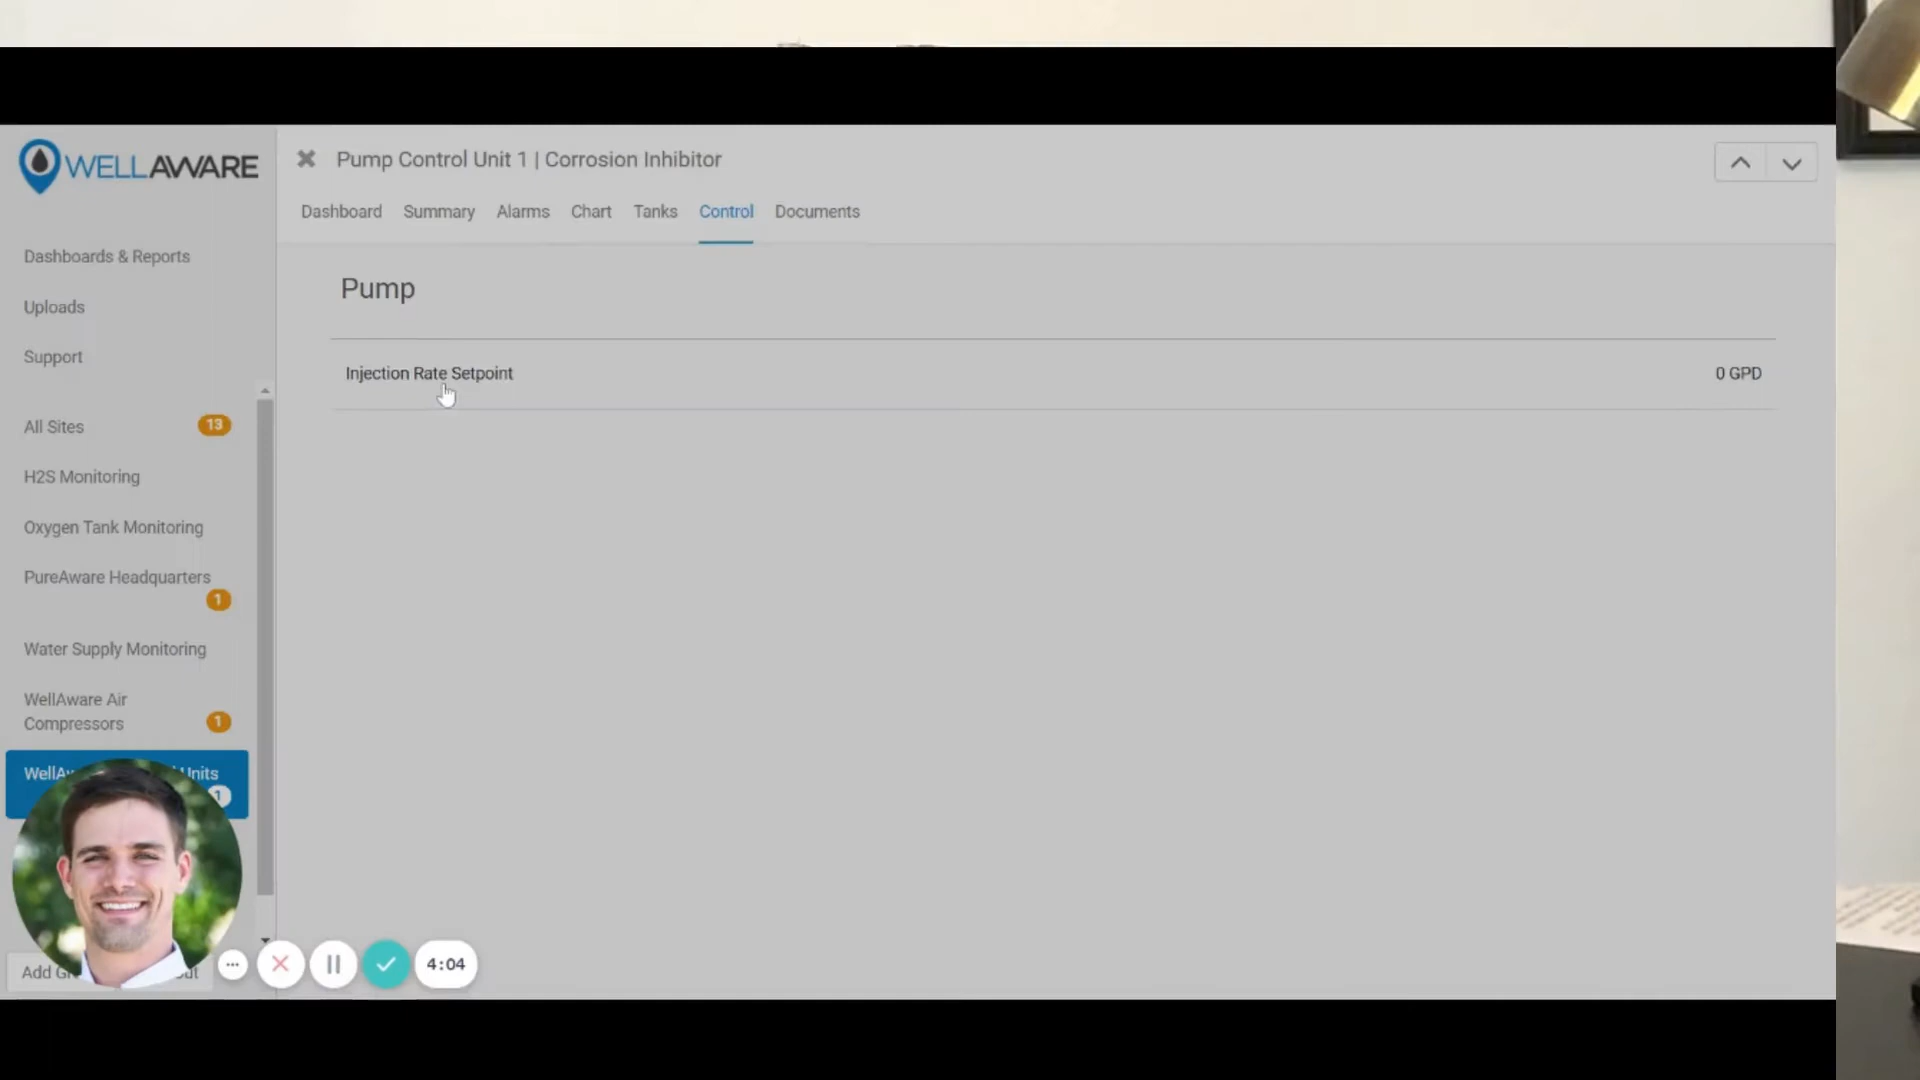 WELLAWARE
Pump Control Unit 1 | Corrosion Inhibitor
Dashboard Summary Alarms Chart Tanks Control Documents
Dashboards & Reports
Uploads
Support
All Sites 13
H2S Monitoring
Oxygen Tank Monitoring
PureAware Headquarters
1
Water Supply Monitoring
WellAware Air
Compressors 1
1
Pump
Injection Rate Setpoint 0 GPD
Add
4:04